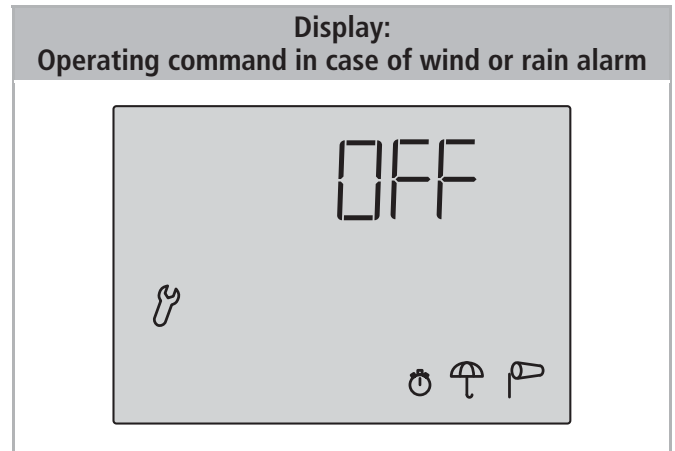 Display:
Operating command in case of wind or rain alarm
OFF